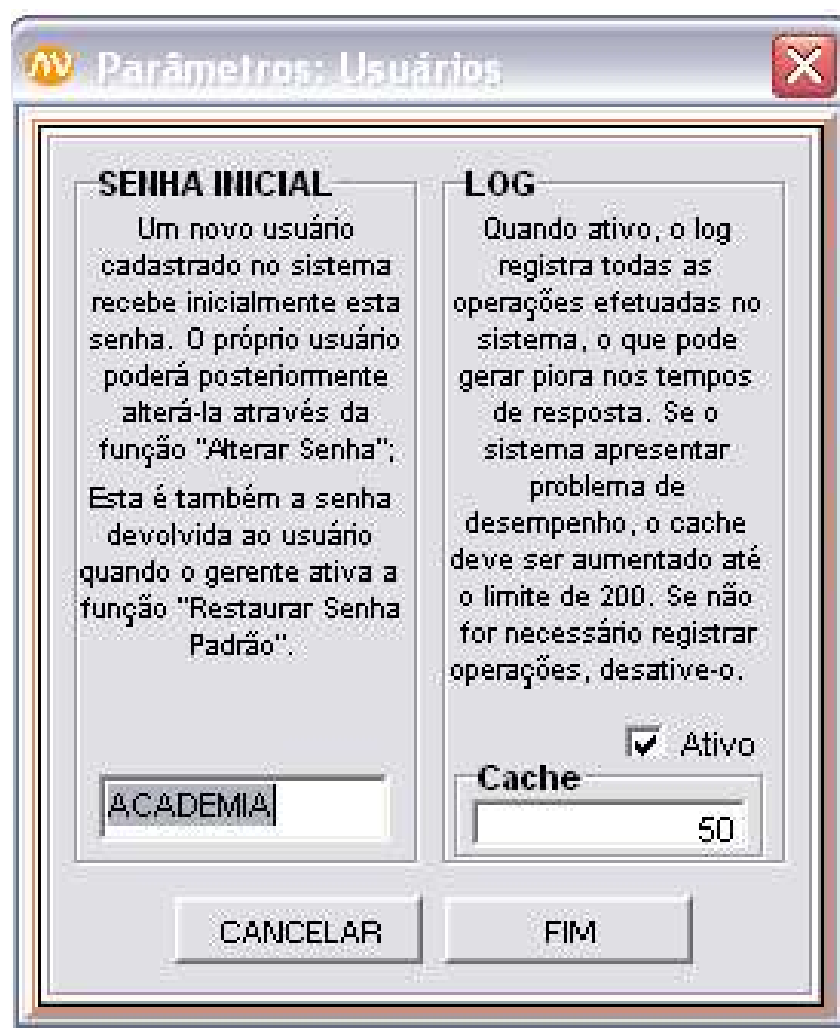 Parâmetros: Usuários
SENHA INICIAL
Um novo usuário
cadastrado no sistema
recebe inicialmente esta
senha. O próprio usuário
poderá posteriormente
alterá-la através da
função "Alterar Senha";
Esta é também a senha
devolvida ao usuário
quando o gerente ativa a
função "Restaurar Senha
Padrão".
ACADEMIA
LOG
Quando ativo, o log
registra todas as
operações efetuadas no
sistema, o que pode
gerar piora nos tempos
de resposta. Se o
sistema apresentar
problema de
desempenho, o cache
deve ser aumentado até
o limite de 200. Se não
for necessário registrar
operações, desative-o.
Ativo
Cache
50
CANCELAR
FIM